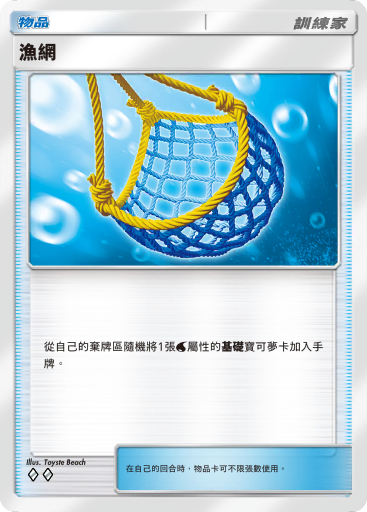 物品
訓練家
漁網
從自己的棄牌區隨機將1張屬性的基礎寶可夢卡加入手
牌。
Illus. Toyste Beach
在自己的回合時，物品卡可不限張數使用。